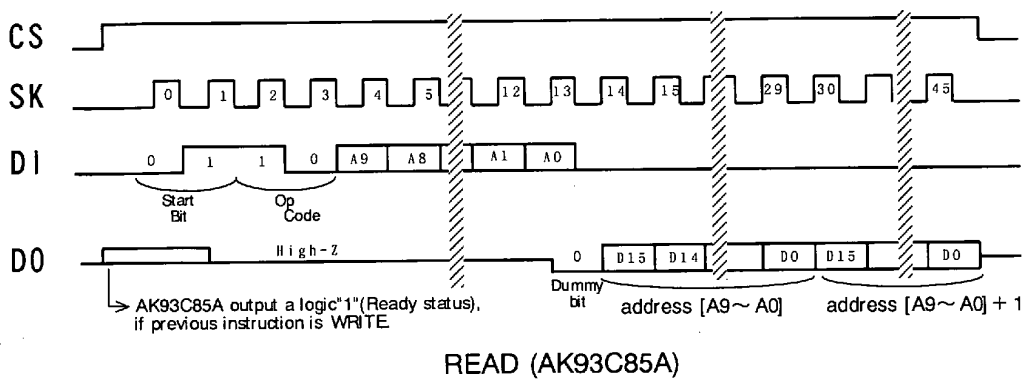 CS
SK 0 1 2 3 4 5 12 13 14 15 29 30 45
DI 0 1 1 0 A9 A8 A1 A0
Start Bit
Op Code
DO High-Z 0 D15 D14 D0 D15 D0
Dummy bit
address [A9~A0]
address [A9~A0] + 1
AK93C85A output a logic"1"(Ready status),
if previous instruction is WRITE.
READ (AK93C85A)